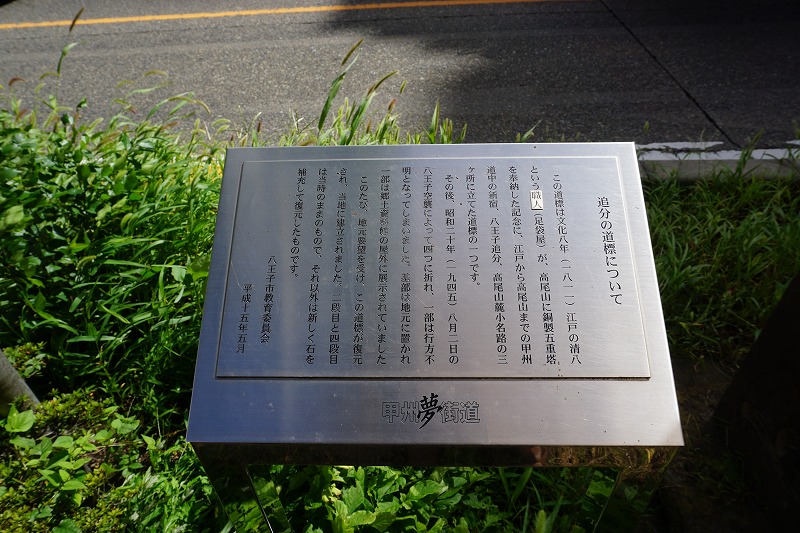 追分の道標について
この道標は文化八年（一八一一）江戸の清八
という職人（足袋屋）が、高尾山に銅製五重塔
を奉納した記念に、江戸から高尾山までの甲州
道中の新宿、八王子追分、高尾山麓小名路の三
ヶ所に立てた道標の一つです。
その後、昭和二十年（一九四五）八月二日の
八王子空襲によって四つに折れ、一部は行方不
明となってしまいました。基部は地元に置かれ
一部は郷土資料館の屋外に展示されていました
このたび、地元要望を受け、この道標が復元
され、当地に建立されました。二段目と四段目
は当時のままのもので、それ以外は新しく石を
補充して復元したものです。
八王子市教育委員会
平成十五年五月
甲州夢街道